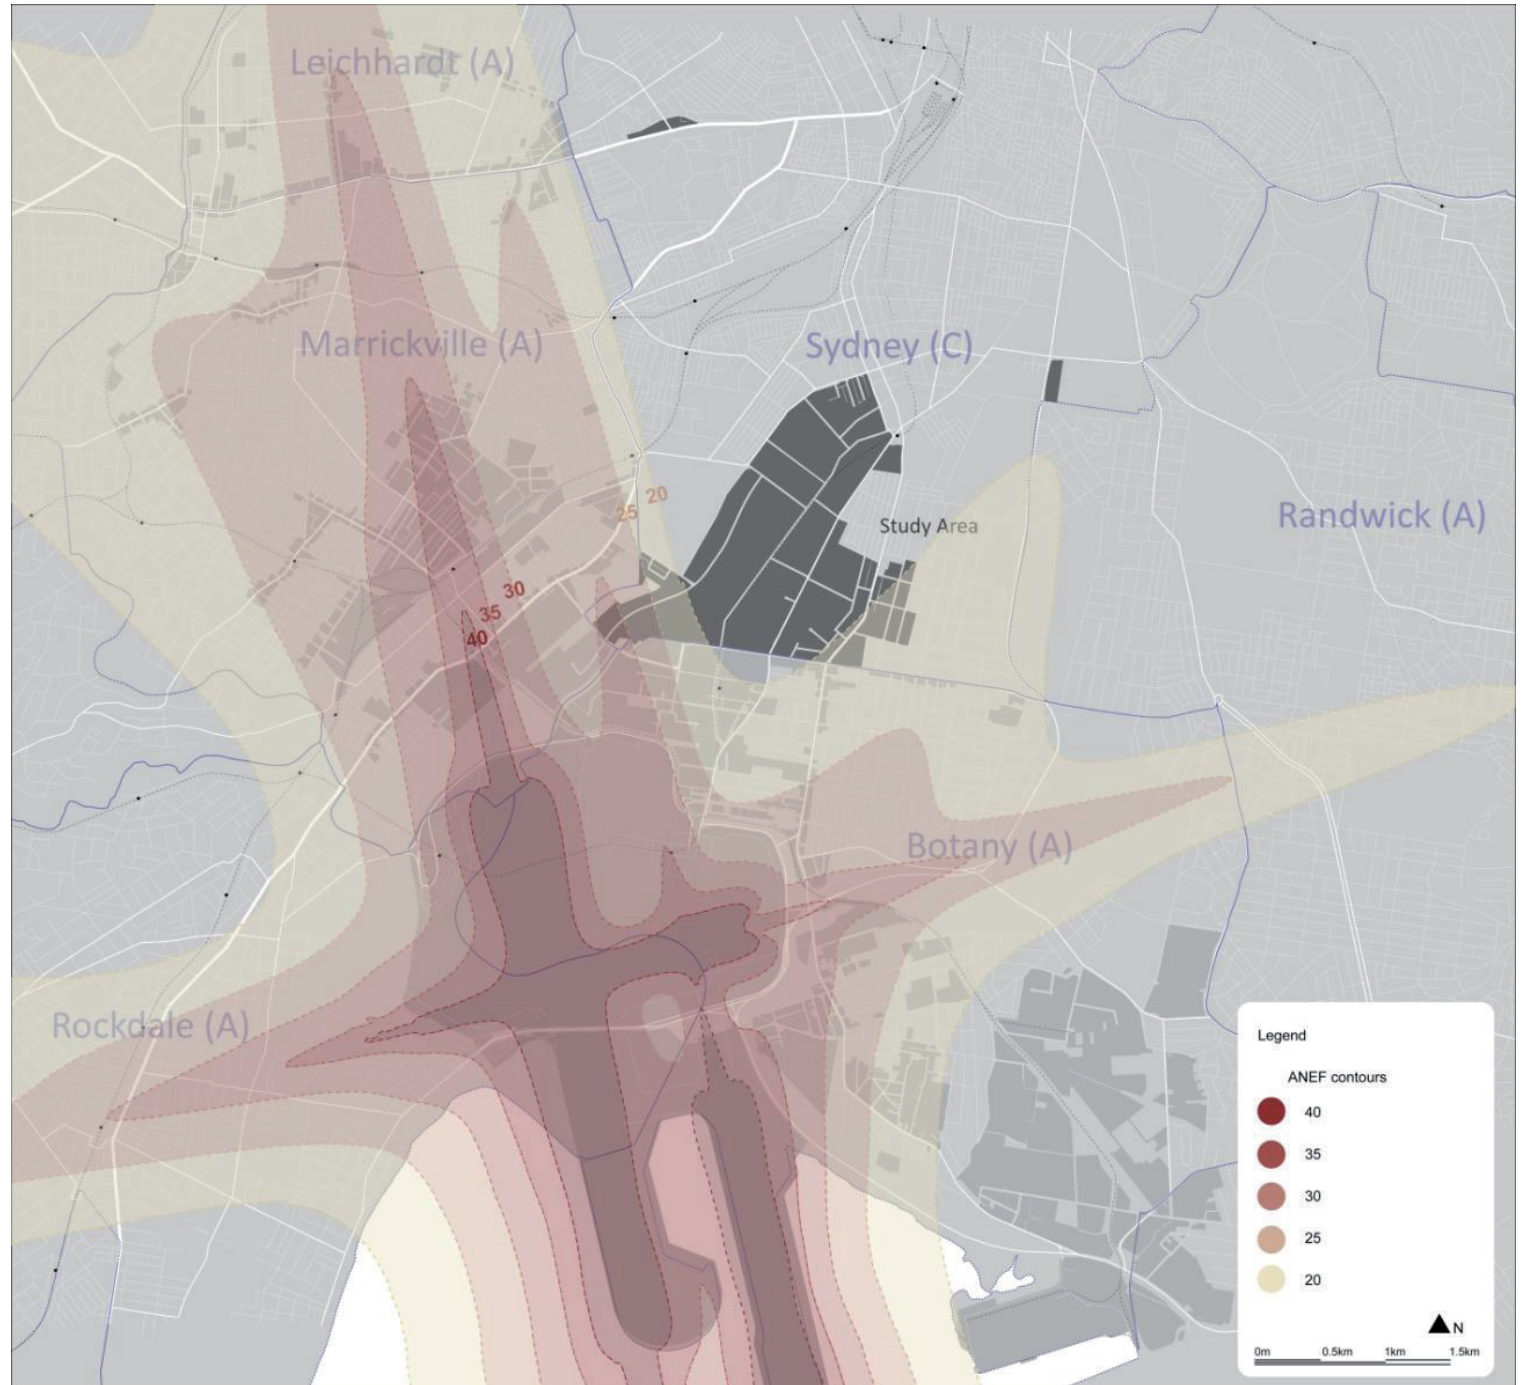 Leichhardt (A)
Marrickville (A)
Sydney (C)
20
25
Study Area
Randwick (A)
30
35
40
Botany (A)
Rockdale (A)
Legend
ANEF contours
40
35
30
25
20
N
0m 0.5km 1km 1.5km